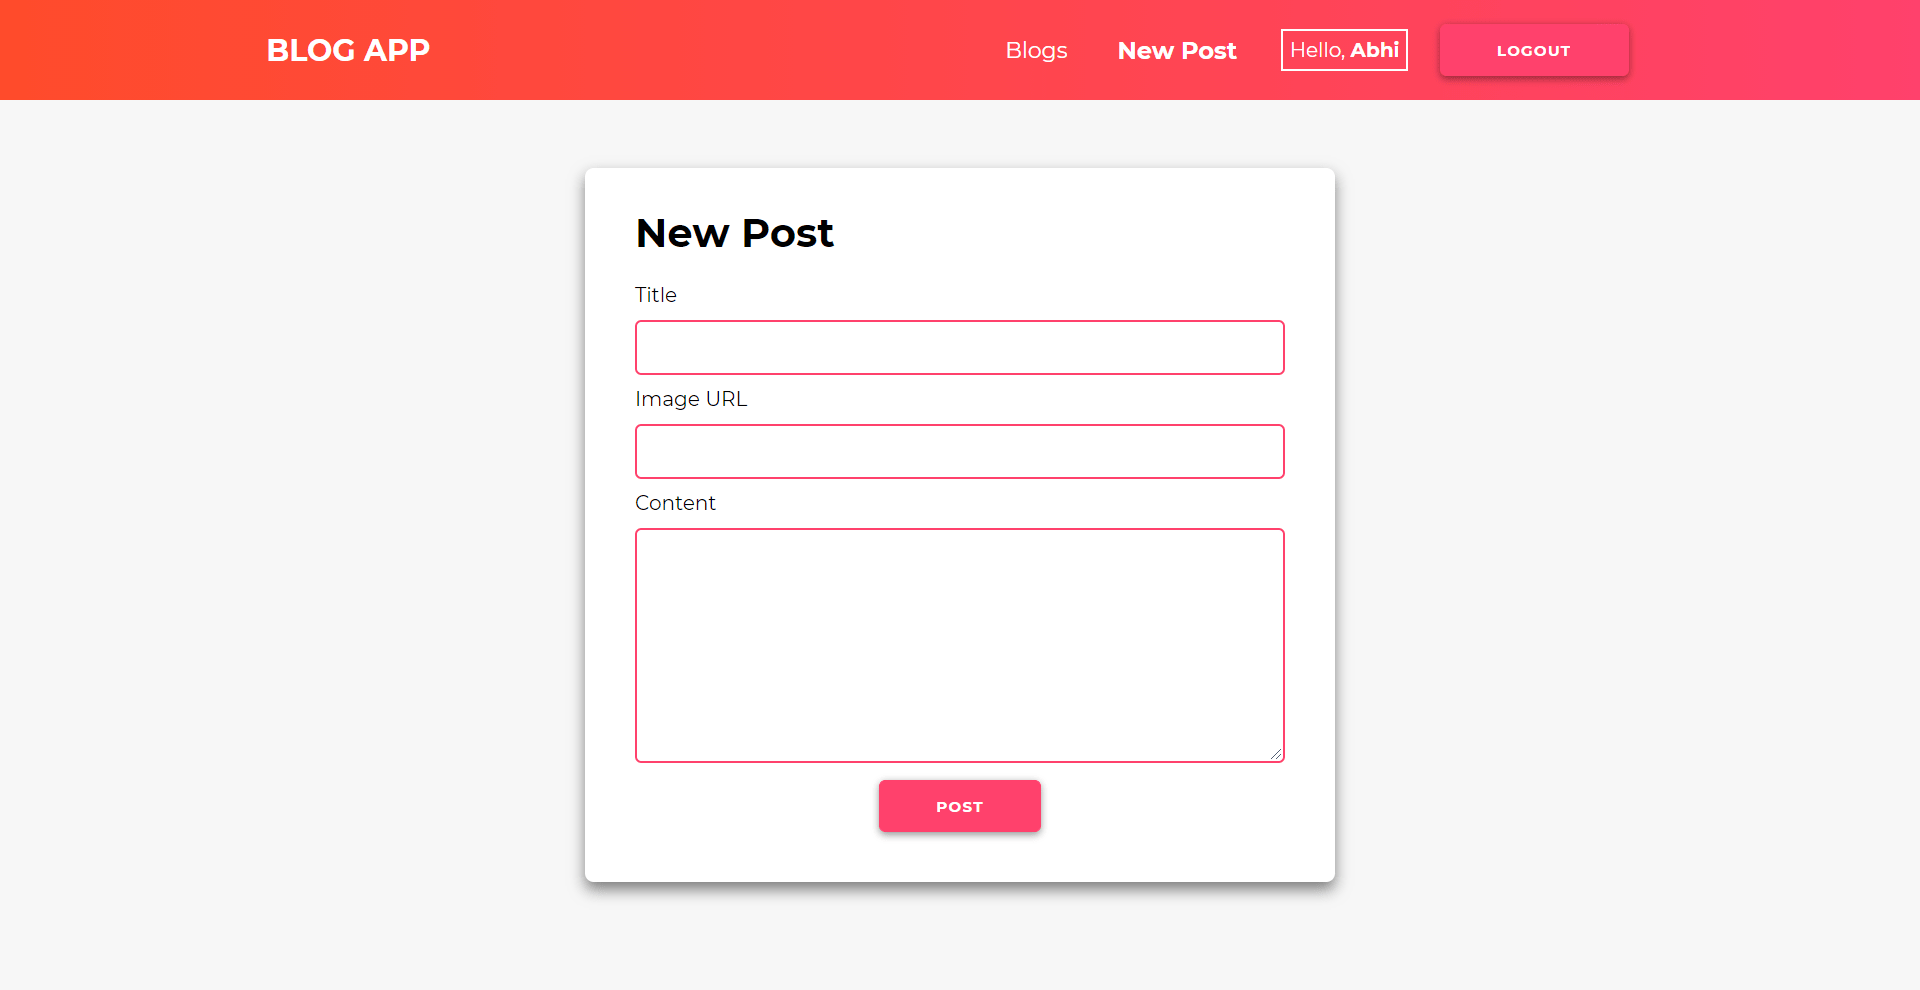 BLOG APP
Blogs
New Post
Hello, Abhi
LOGOUT
New Post
Title
Image URL
Content
POST